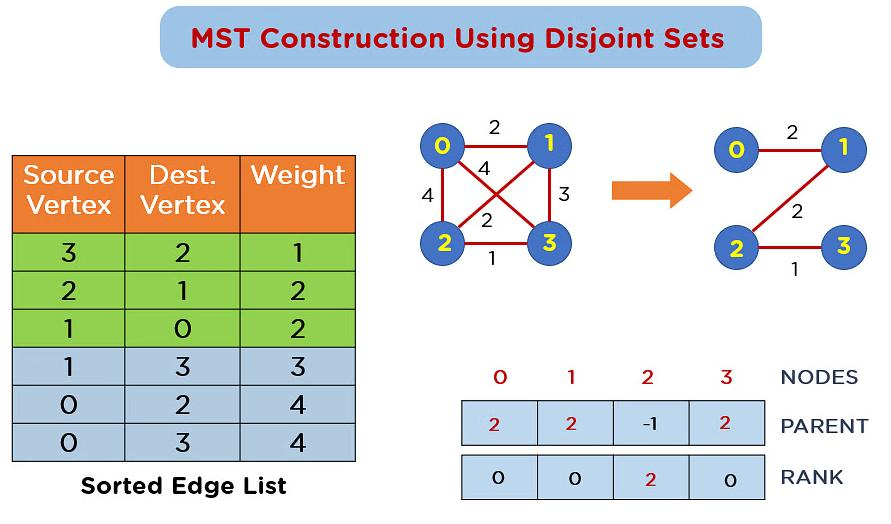 MST Construction Using Disjoint Sets
Source Vertex Dest. Vertex Weight
3 2 1
2 1 2
1 0 2
1 3 3
0 2 4
0 3 4
Sorted Edge List
0 2 1
4 4 3
2
2 1 3
0 2 1
2
2 1 3
0 1 2 3 NODES
2 2 -1 2 PARENT
0 0 2 0 RANK